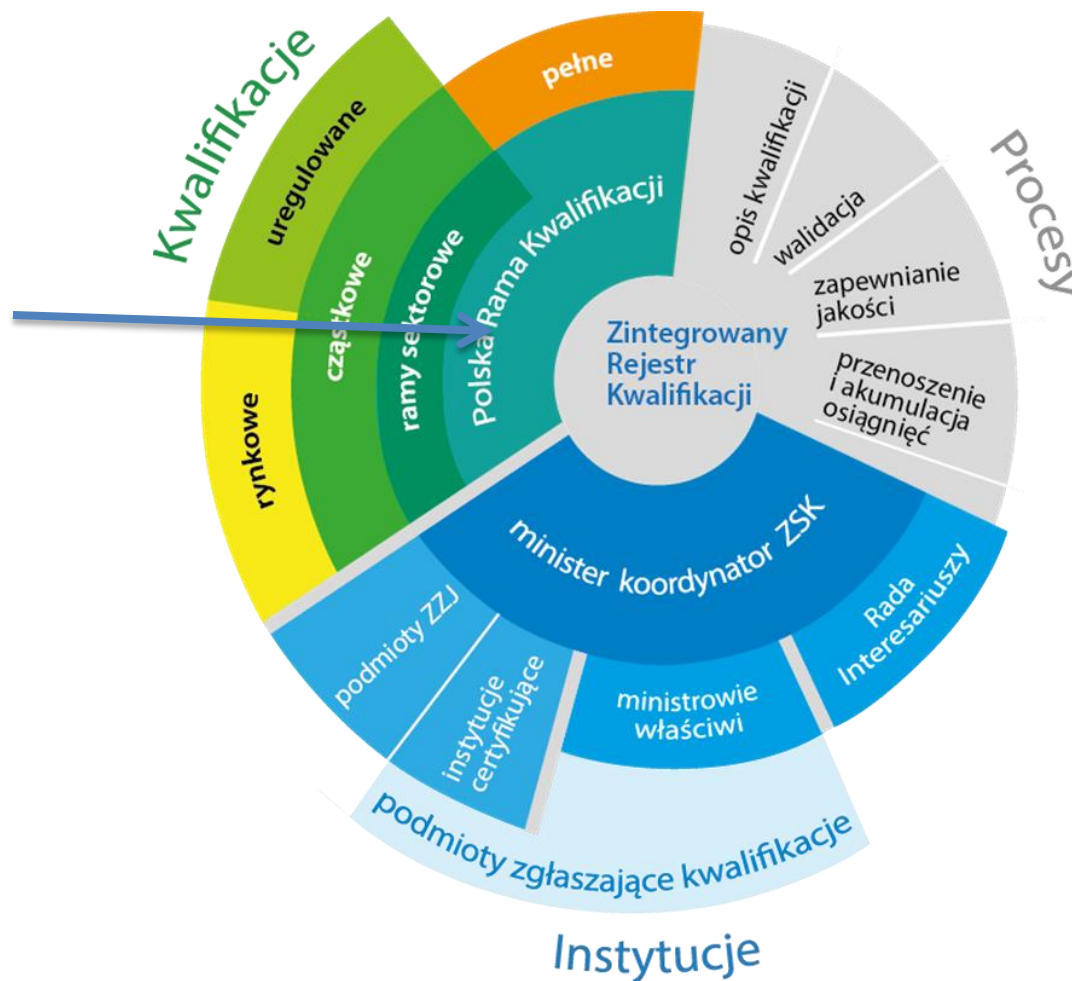 Kwalifikacje
uregulowane
rynkowe
pełne
cząstkowe
ramy sektorowe
Polska Rama Kwalifikacji
Zintegrowany
Rejestr
Kwalifikacji
Procesy
opis kwalifikacji
walidacja
zapewnianie
jakości
przenoszenie
i akumulacja
osiągnięć
minister koordynator ZSK
Rada
Interesariuszy
ministrowie
właściwi
instytucje
certyfikujące
podmioty ZZJ
podmioty zgłaszające kwalifikacje
Instytucje